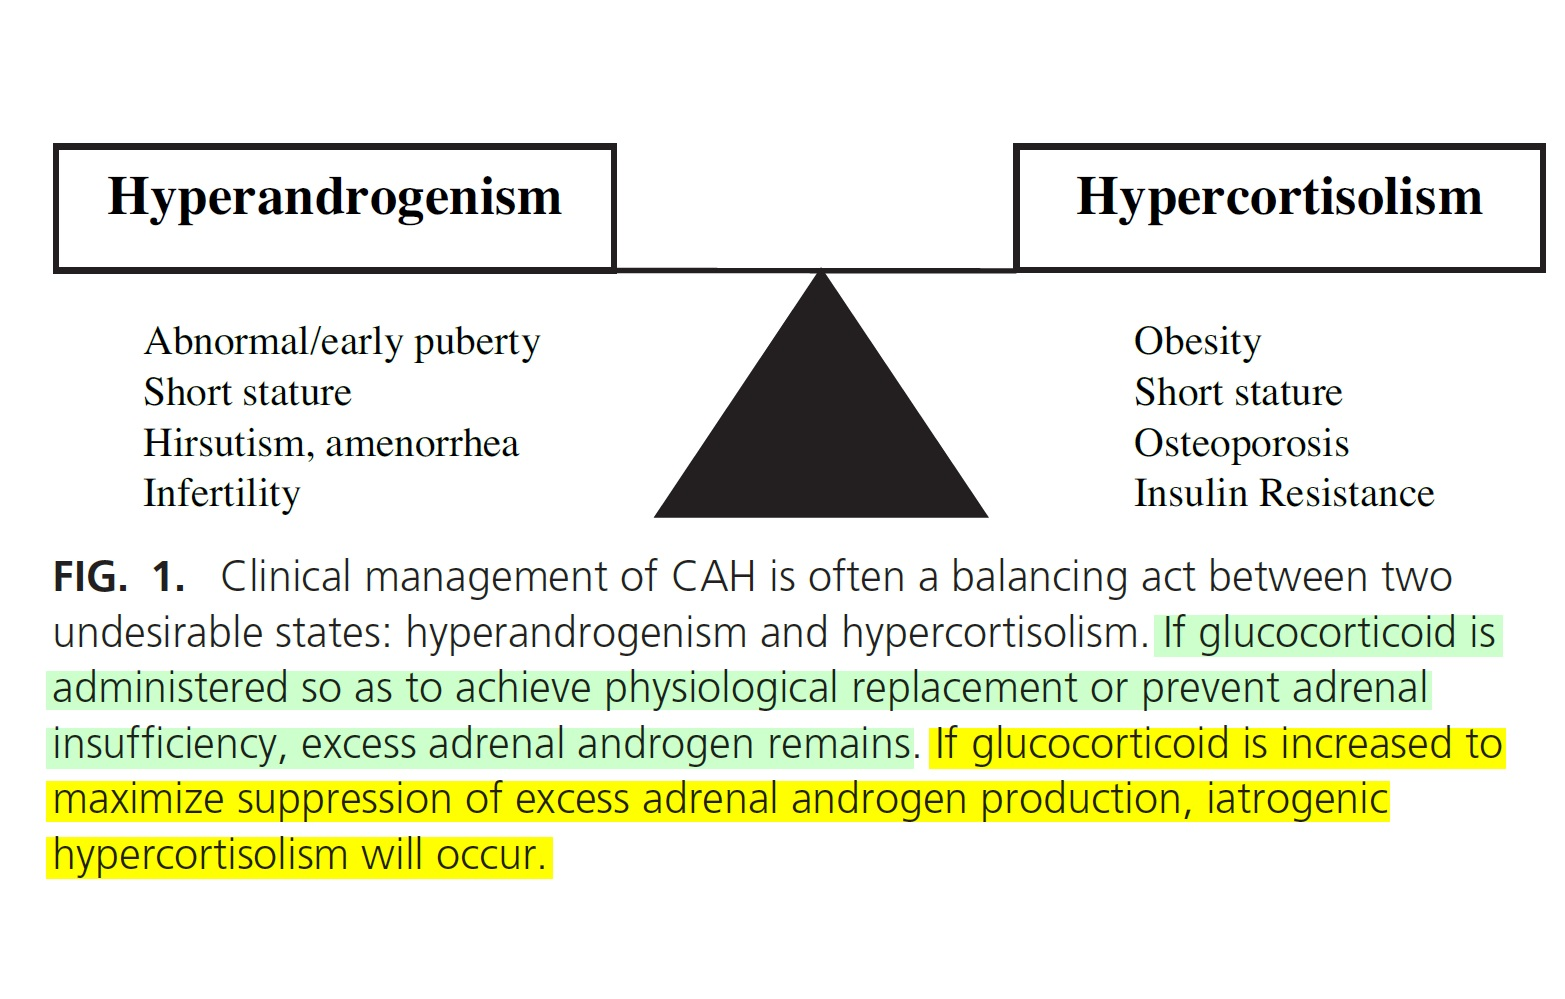 Hyperandrogenism
Hypercortisolism
Abnormal/early puberty
Short stature
Hirsutism, amenorrhea
Infertility
Obesity
Short stature
Osteoporosis
Insulin Resistance
FIG. 1. Clinical management of CAH is often a balancing act between two
undesirable states: hyperandrogenism and hypercortisolism. If glucocorticoid is
administered so as to achieve physiological replacement or prevent adrenal
insufficiency, excess adrenal androgen remains. If glucocorticoid is increased to
maximize suppression of excess adrenal androgen production, iatrogenic
hypercortisolism will occur.